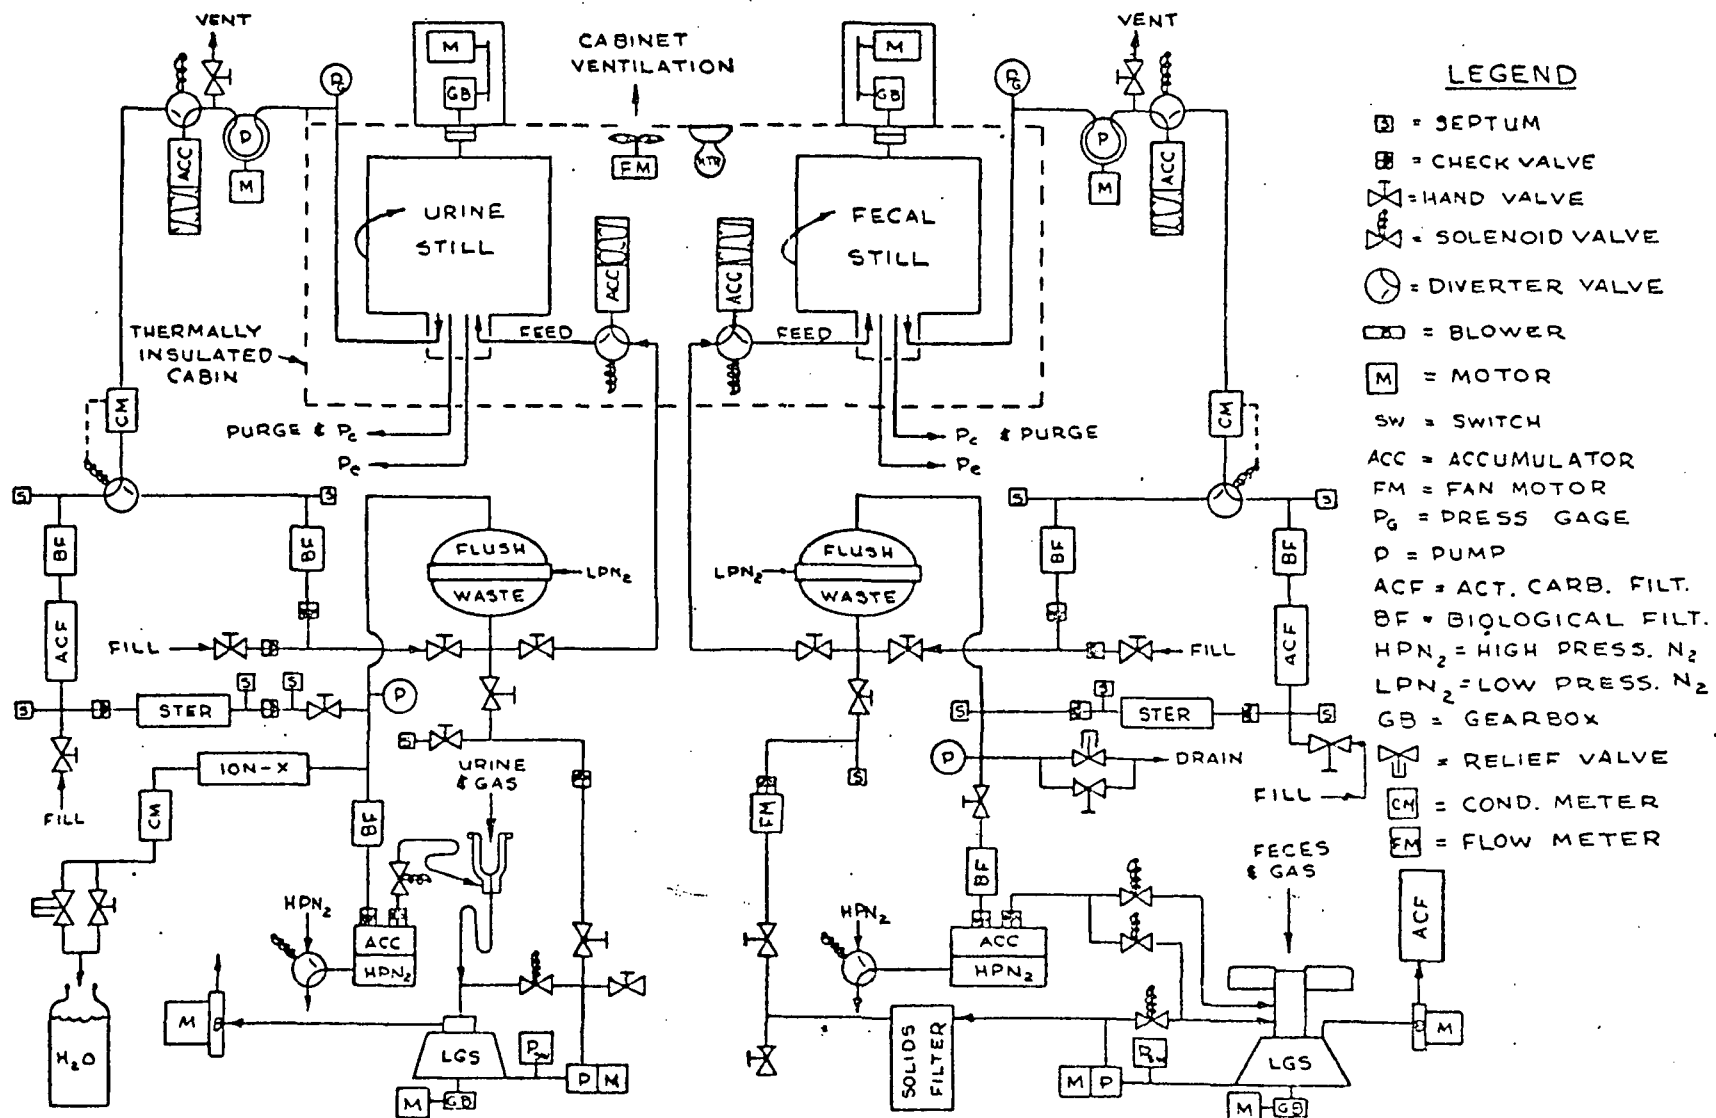 VENT
M
GB
CABINET
VENTILATION
M
GB
VENT
PG
PG
P
M
ACC
FM
HTR
P
M
ACC
URINE
STILL
FECAL
STILL
ACC
ACC
FEED
FEED
THERMALLY
INSULATED
CABIN
CM
CM
PURGE & Pc
Pe
Pc & PURGE
Pe
S
S
S
S
BF
BF
FLUSH
WASTE
LPN2
LPN2
FLUSH
WASTE
BF
BF
ACF
ACF
FILL
FILL
S
STER
S
S
P
S
S
STER
S
ION-X
S
URINE
& GAS
P
S
DRAIN
FILL
CM
FILL
BF
FM
BF
FECES
& GAS
ACF
HPN2
ACC
HPN2
HPN2
ACC
HPN2
M
B
H2O
LGS
PSW
P
M
M
GB
SOLIDS
FILTER
M
P
LGS
M
M
GB
LEGEND
S = SEPTUM
= CHECK VALVE
= HAND VALVE
= SOLENOID VALVE
= DIVERTER VALVE
B = BLOWER
M = MOTOR
SW = SWITCH
ACC = ACCUMULATOR
FM = FAN MOTOR
PG = PRESS GAGE
P = PUMP
ACF = ACT. CARB. FILT.
BF = BIOLOGICAL FILT.
HPN2 = HIGH PRESS. N2
LPN2 = LOW PRESS. N2
GB = GEARBOX
= RELIEF VALVE
CM = COND. METER
FM = FLOW METER